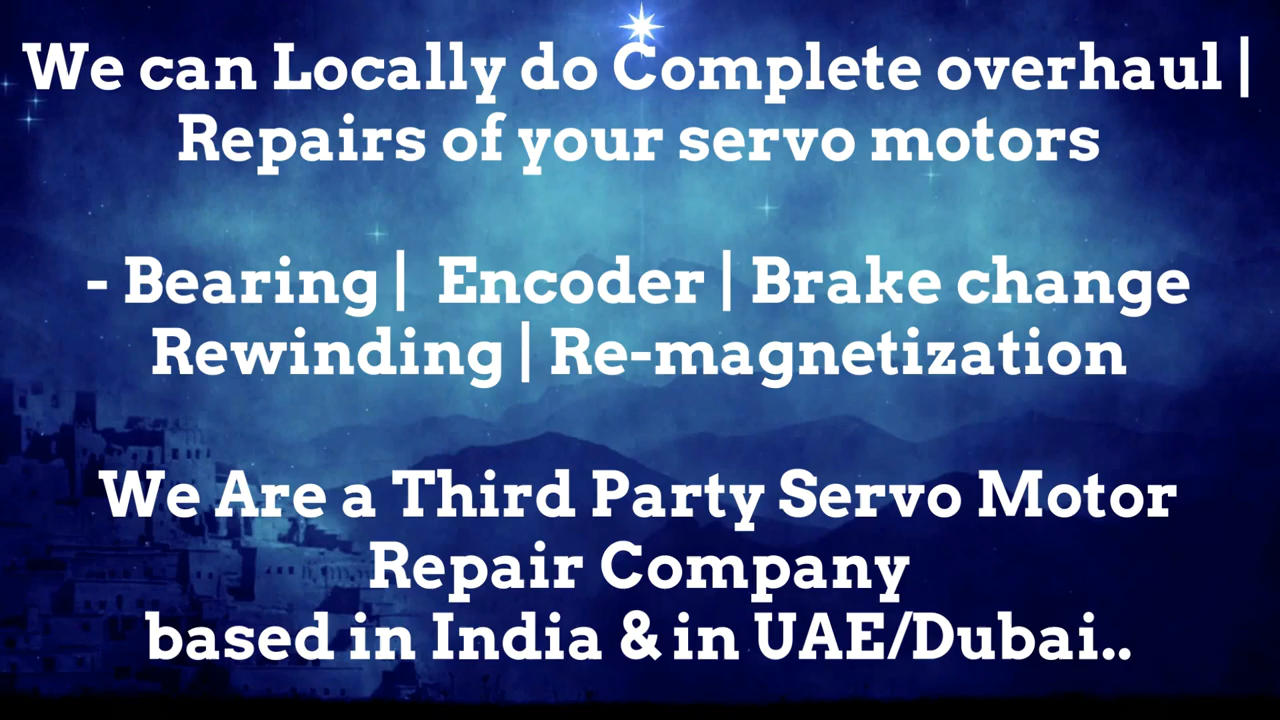 We can Locally do Complete overhaul |
Repairs of your servo motors
- Bearing | Encoder | Brake change
Rewinding | Re-magnetization
We Are a Third Party Servo Motor
Repair Company
based in India & in UAE/Dubai..